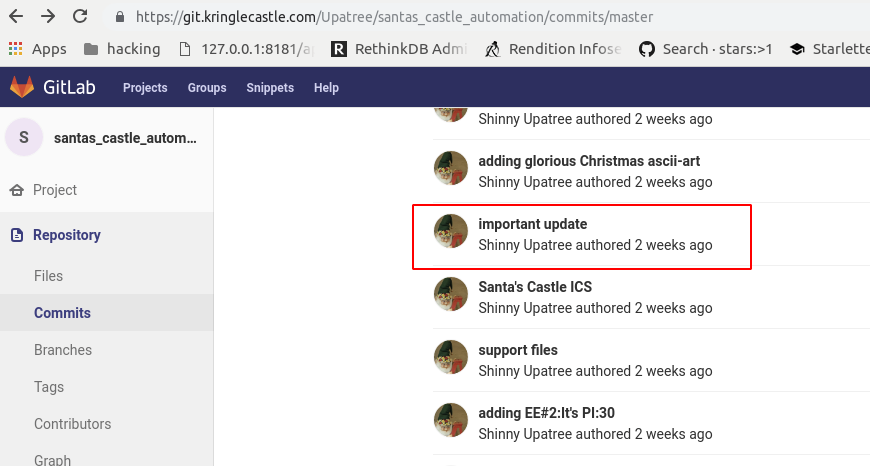 https://git.kringlecastle.com/Upatree/santas_castle_automation/commits/master
Apps hacking 127.0.0.1:8181/a RethinkDB Admi Rendition Infose Search · stars:>1 Starlette
GitLab Projects Groups Snippets Help
S santas_castle_autom...
Project
Repository
Files
Commits
Branches
Tags
Contributors
Graph
Shinny Upatree authored 2 weeks ago
adding glorious Christmas ascii-art
Shinny Upatree authored 2 weeks ago
important update
Shinny Upatree authored 2 weeks ago
Santa's Castle ICS
Shinny Upatree authored 2 weeks ago
support files
Shinny Upatree authored 2 weeks ago
adding EE#2:It's PI:30
Shinny Upatree authored 2 weeks ago